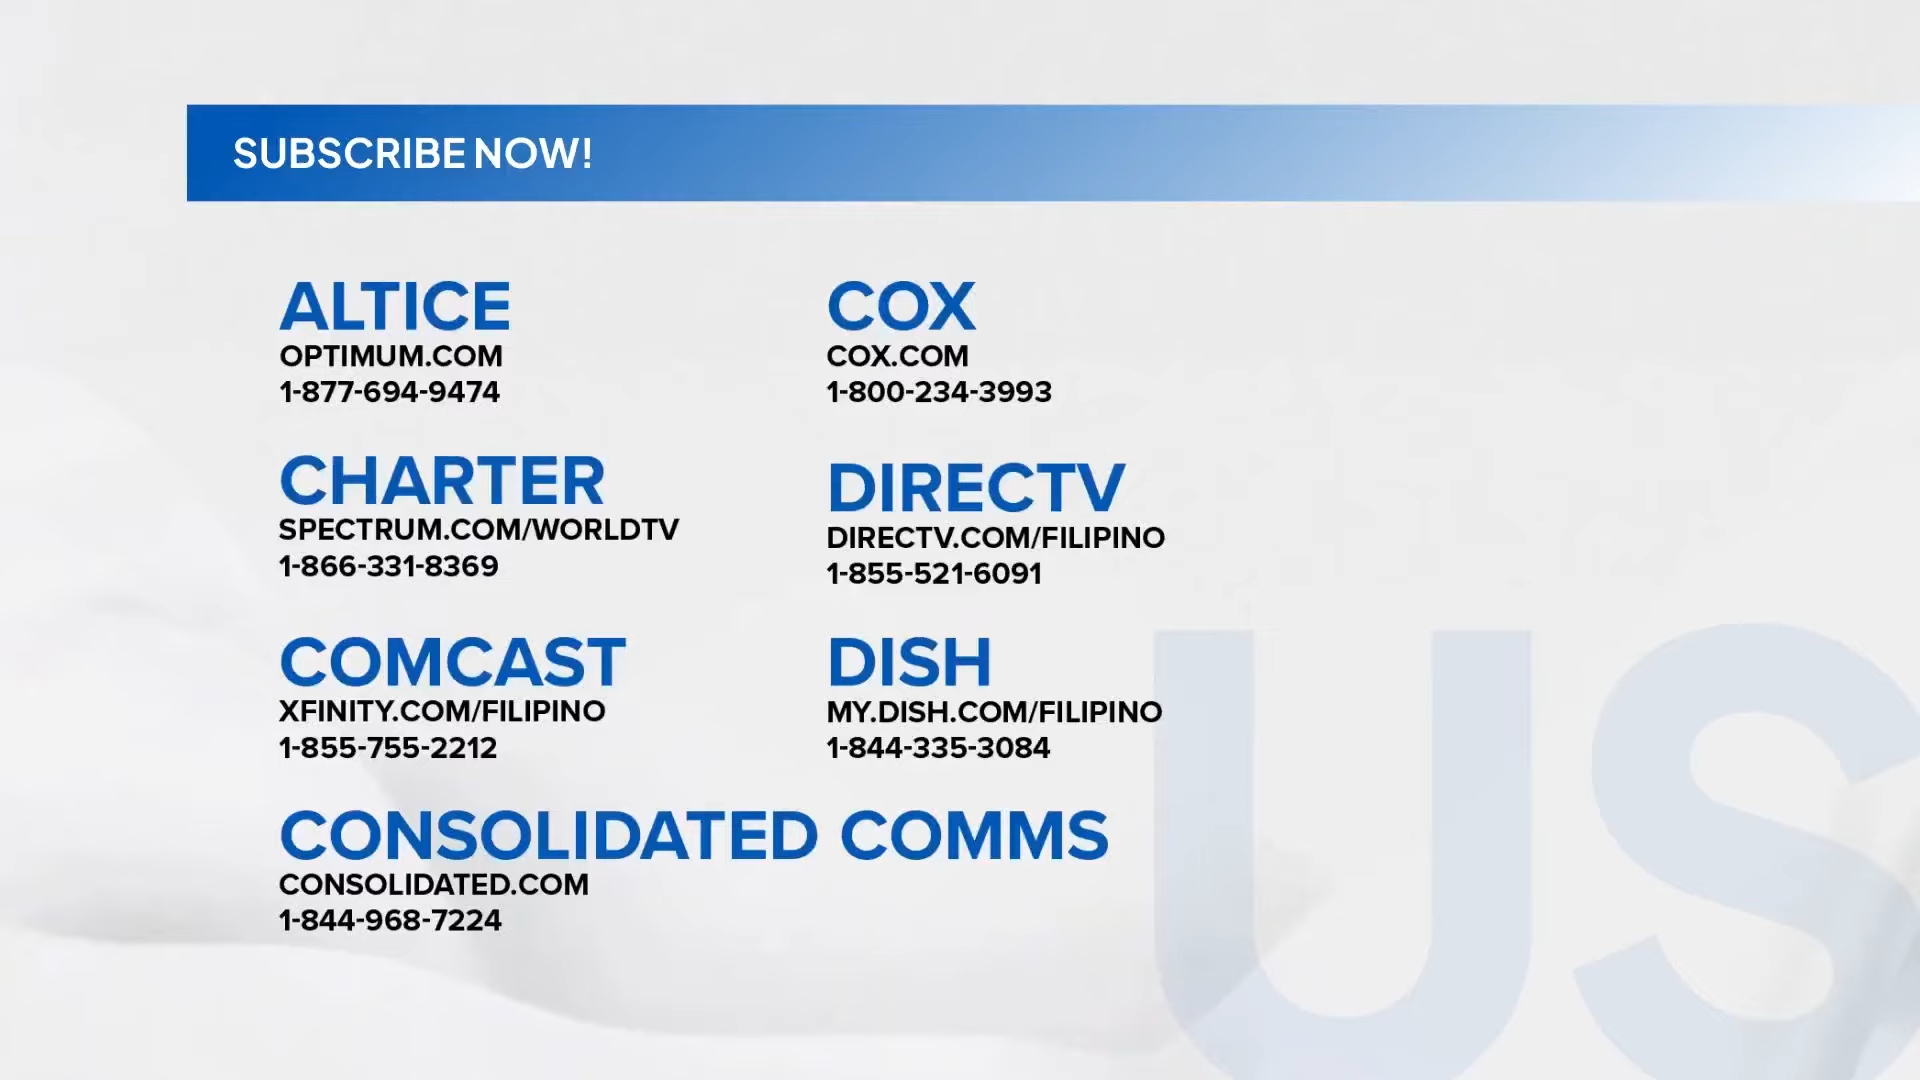 SUBSCRIBE NOW!
ALTICE
OPTIMUM.COM
1-877-694-9474
CHARTER
SPECTRUM.COM/WORLDTV
1-866-331-8369
COMCAST
XFINITY.COM/FILIPINO
1-855-755-2212
CONSOLIDATED COMMS
CONSOLIDATED.COM
1-844-968-7224
COX
COX.COM
1-800-234-3993
DIRECTV
DIRECTV.COM/FILIPINO
1-855-521-6091
DISH
MY.DISH.COM/FILIPINO
1-844-335-3084
US